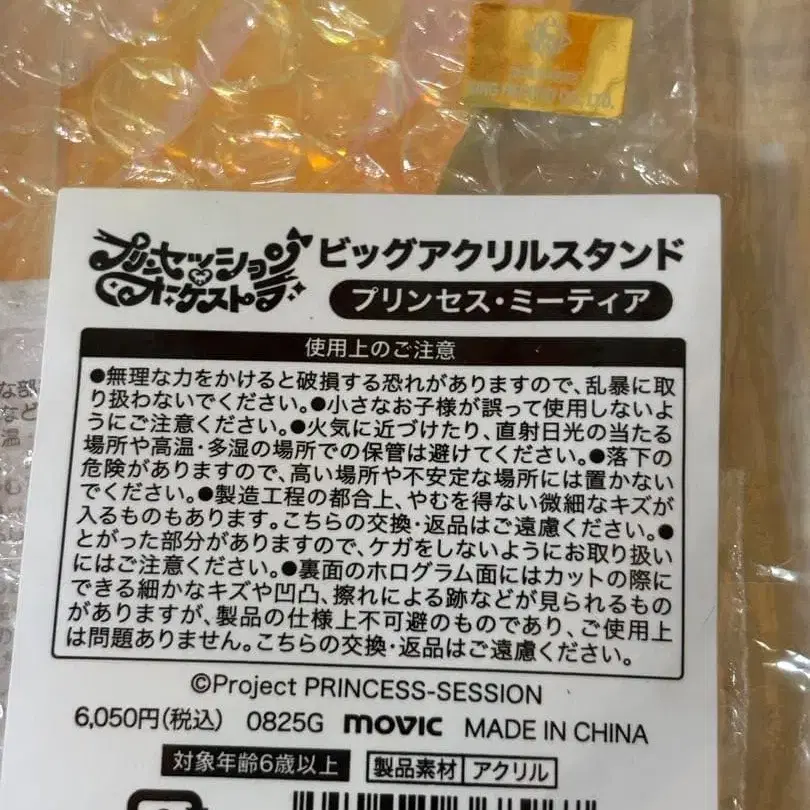 プリンセッション
オーケストラ
ビッグアクリルスタンド
プリンセス・ミーティア
使用上のご注意
●無理な力をかけると破損する恐れがありますので、乱暴に取
り扱わないでください。●小さなお子様が誤って使用しないよ
うにご注意ください。●火気に近づけたり、直射日光の当たる
場所や高温・多湿の場所での保管は避けてください。●落下の
危険がありますので、高い場所や不安定な場所には置かない
でください。●製造工程の都合上、やむを得ない微細なキズが
入るものもあります。こちらの交換・返品はご遠慮ください。●
とがった部分がありますので、ケガをしないようにお取り扱い
にはご注意ください。●裏面のホログラム面にはカットの際に
できる細かなキズや凹凸、擦れによる跡などが見られるもの
がありますが、製品の仕様上不可避のものであり、ご使用上
は問題ありません。こちらの交換・返品はご遠慮ください。
©Project PRINCESS-SESSION
6,050円(税込) 0825G movic MADE IN CHINA
対象年齢6歳以上 製品素材 アクリル